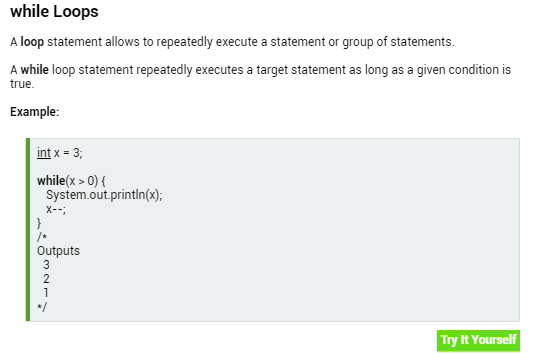 while Loops
A loop statement allows to repeatedly execute a statement or group of statements.
A while loop statement repeatedly executes a target statement as long as a given condition is
true.
Example:
int x = 3;
while(x > 0) {
System.out.println(x);
x--;
}
/*
Outputs
3
2
1
*/
Try It Yourself